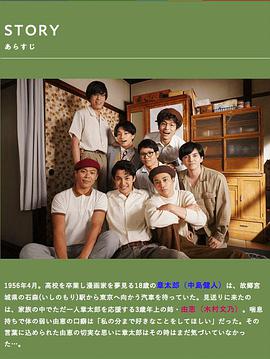 STORY
あらすじ
1956年4月。高校を卒業し漫画家を夢見る18歳の章太郎（中島健人）は、故郷宮
城県の石森(いしのもり)駅から東京へ向かう汽車を待っていた。見送りに来たの
は、家族の中でただ一人章太郎を応援する3歳年上の姉・由恵（木村文乃）。喘息
持ちで体の弱い由恵の口癖は「私の分まで好きなことをしてほしい」だった。その
言葉に込められた由恵の切実な思いに章太郎はその時はまだ気づいていなかっ
た…。